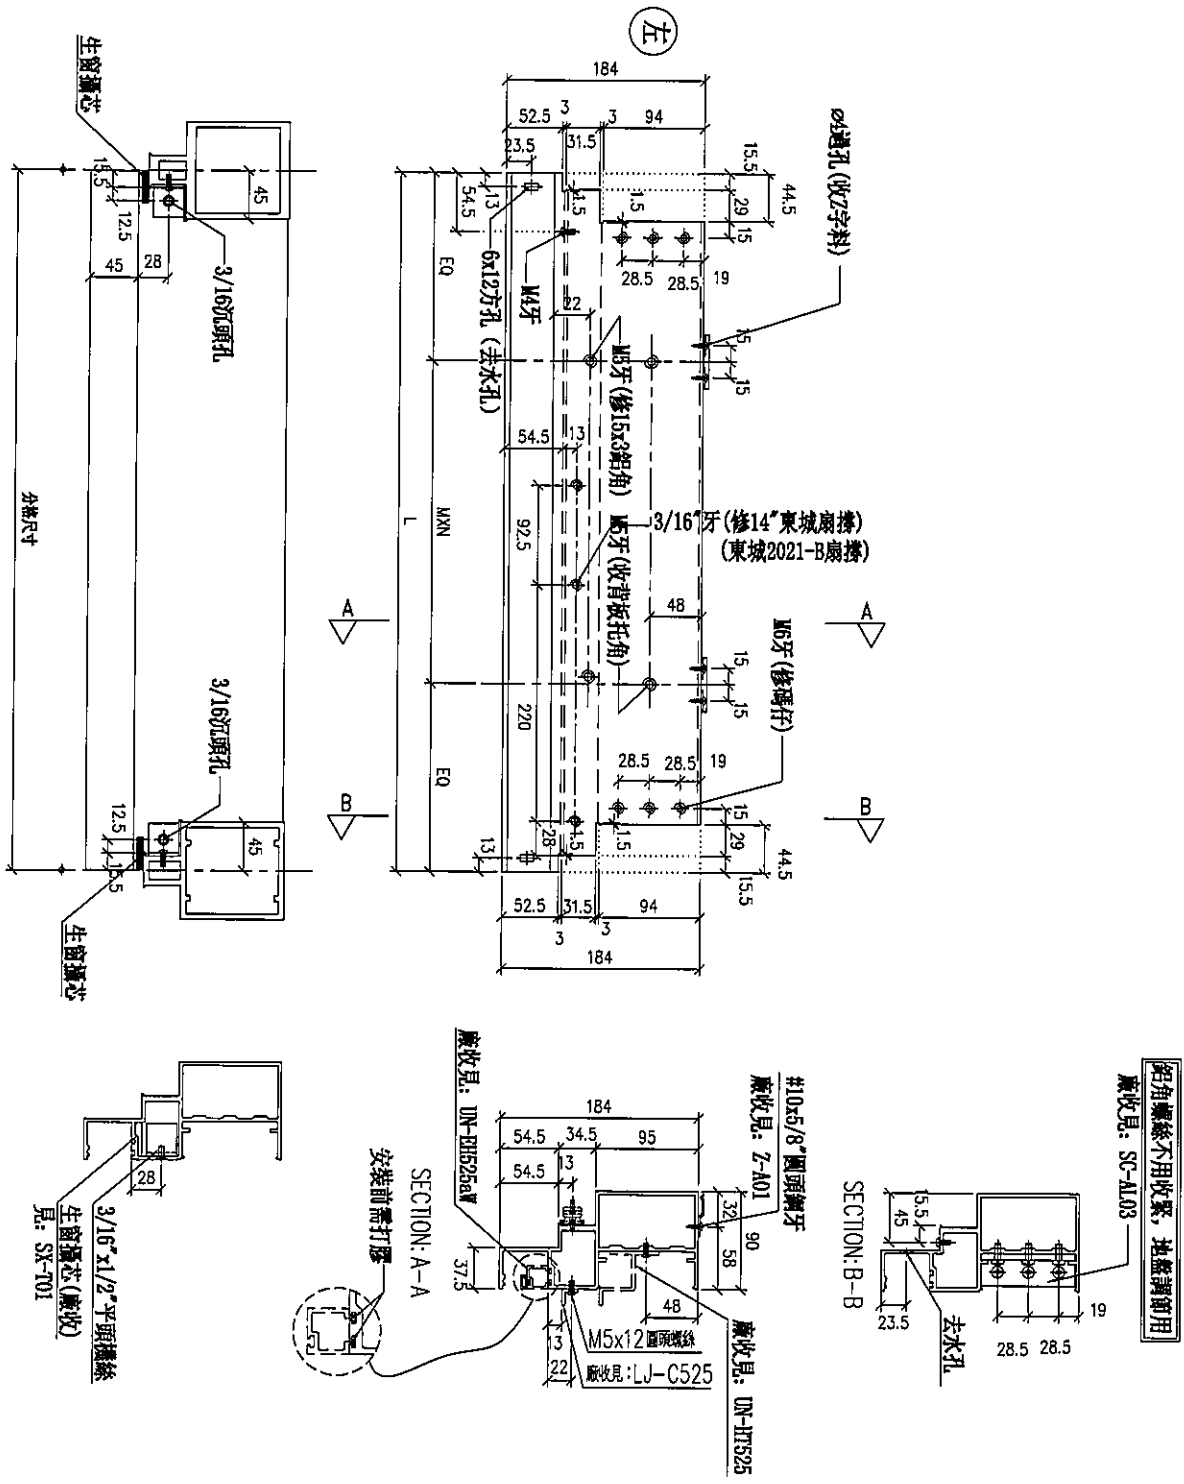 左
184
52.5
3
31.5
3
94
23.5
13
54.5
1.5
1.5
15.5
44.5
29
15
28.5
28.5
19
ø4通孔(收Z字料)
6x12方孔 (去水孔)
M4牙
22
EQ
MXN
EQ
L
15
15
M5牙(修15x3鋁角)
54.5
13
92.5
220
3/16"牙(修14"東城扇撐)
(東城2021-B扇撐)
M5牙(收背板托角)
48
A
A
15
15
M6牙(修碼仔)
28.5
28.5
19
B
B
15
29
44.5
15.5
1.5
1.5
28
13
52.5
31.5
94
3
3
184
生窗攝芯
15.5
12.5
45
45
28
3/16沉頭孔
分格尺寸
3/16沉頭孔
12.5
15.5
45
生窗攝芯
28
3/16"x1/2"平頭機絲
生窗攝芯(廠收)
見: SX-T01
廠收見: UN-EH525aW
安裝前需打膠
SECTION: A-A
184
54.5
34.5
95
54.5
13
37.5
32
58
90
48
13
22
#10x5/8"圓頭鋼牙
廠收見: Z-A01
M5x12圓頭螺絲
廠收見:LJ-C525
廠收見: UN-HT525
鋁角螺絲不用收緊, 地盤調節用
廠收見: SC-AL03
SECTION:B-B
15.5
45
23.5
去水孔
28.5
28.5
19